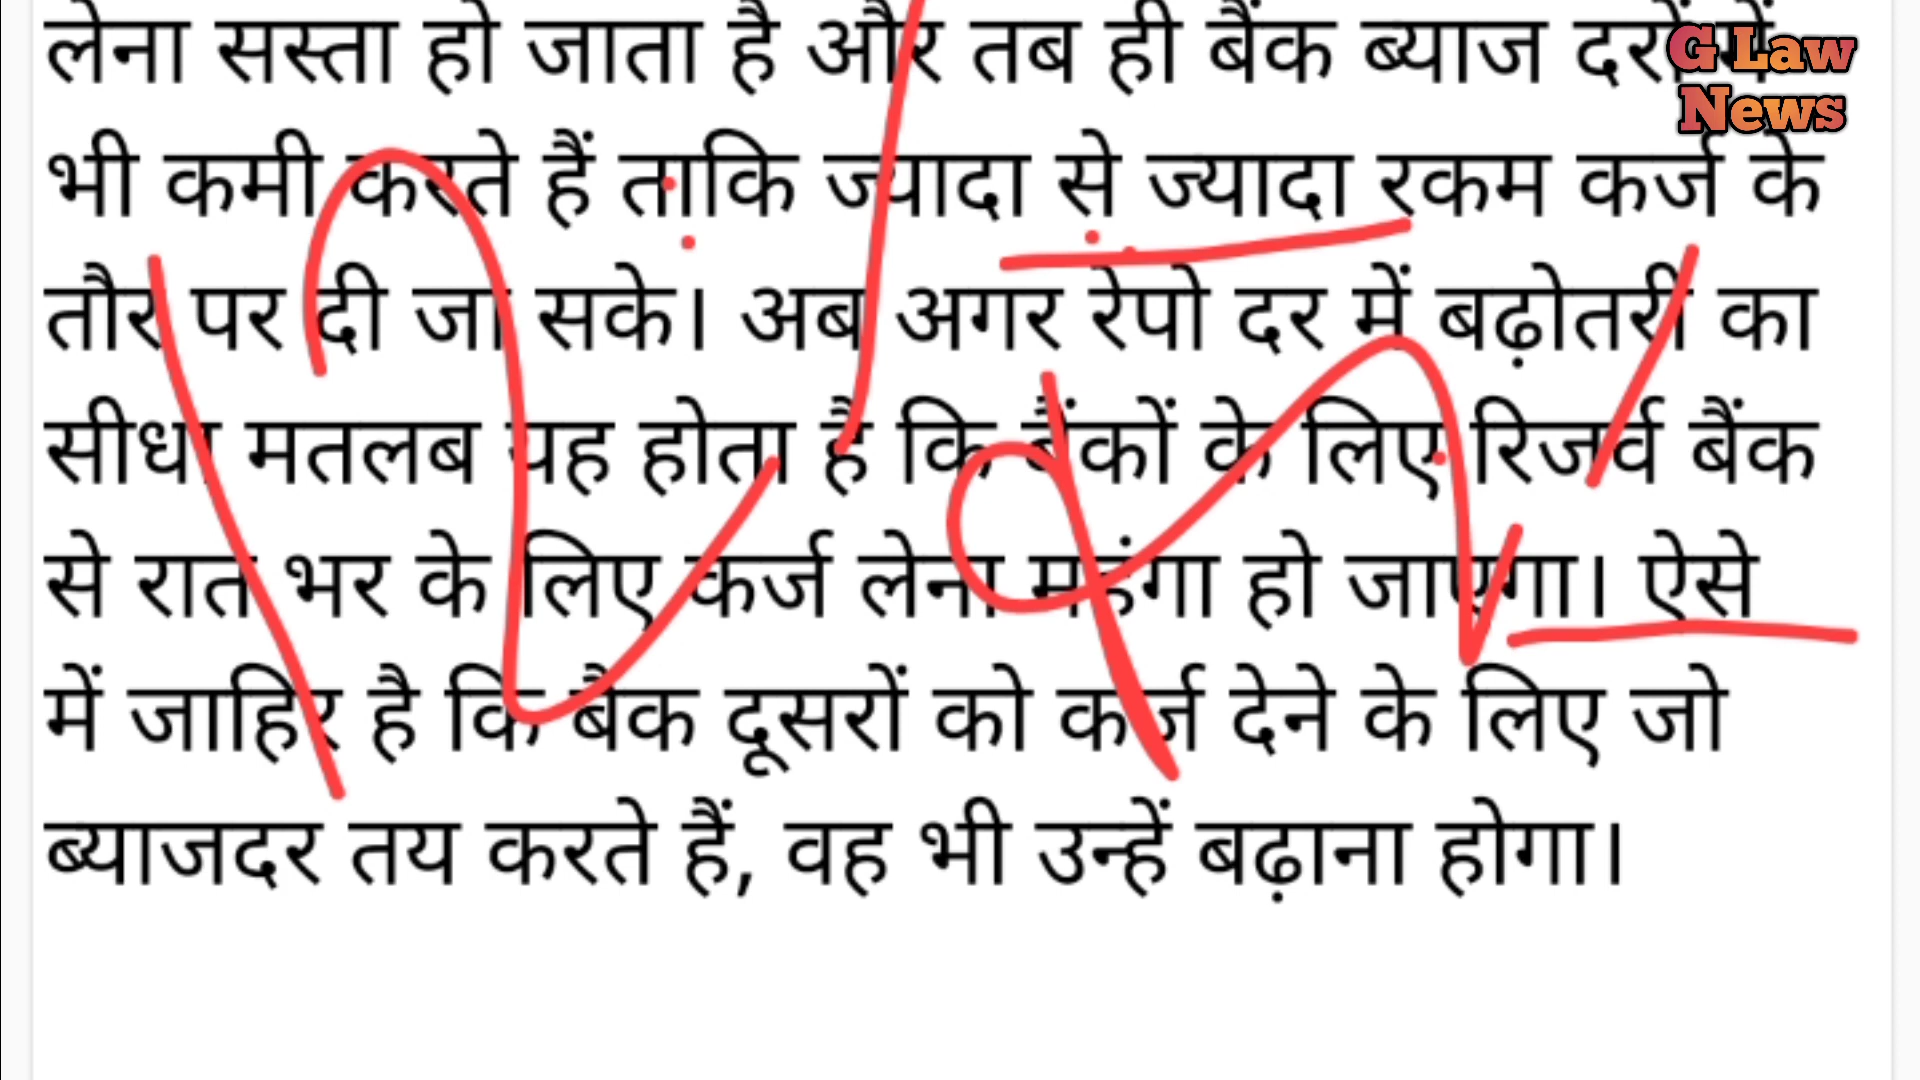 लेना सस्ता हो जाता है और तब ही बैंक ब्याज दरों में
भी कमी करते हैं ताकि ज्यादा से ज्यादा रकम कर्ज के
तौर पर दी जा सके। अब अगर रेपो दर में बढ़ोतरी का
सीधा मतलब यह होता है कि बैंकों के लिए रिजर्व बैंक
से रात भर के लिए कर्ज लेना महंगा हो जाएगा। ऐसे
में जाहिर है कि बैंक दूसरों को कर्ज देने के लिए जो
ब्याजदर तय करते हैं, वह भी उन्हें बढ़ाना होगा।
G Law
News